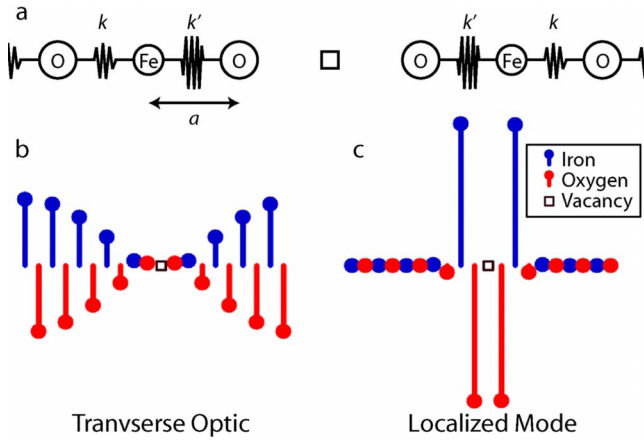 a
k k' k' k
O Fe O O Fe O
a
b
c
Iron
Oxygen
Vacancy
Tranvserse Optic
Localized Mode